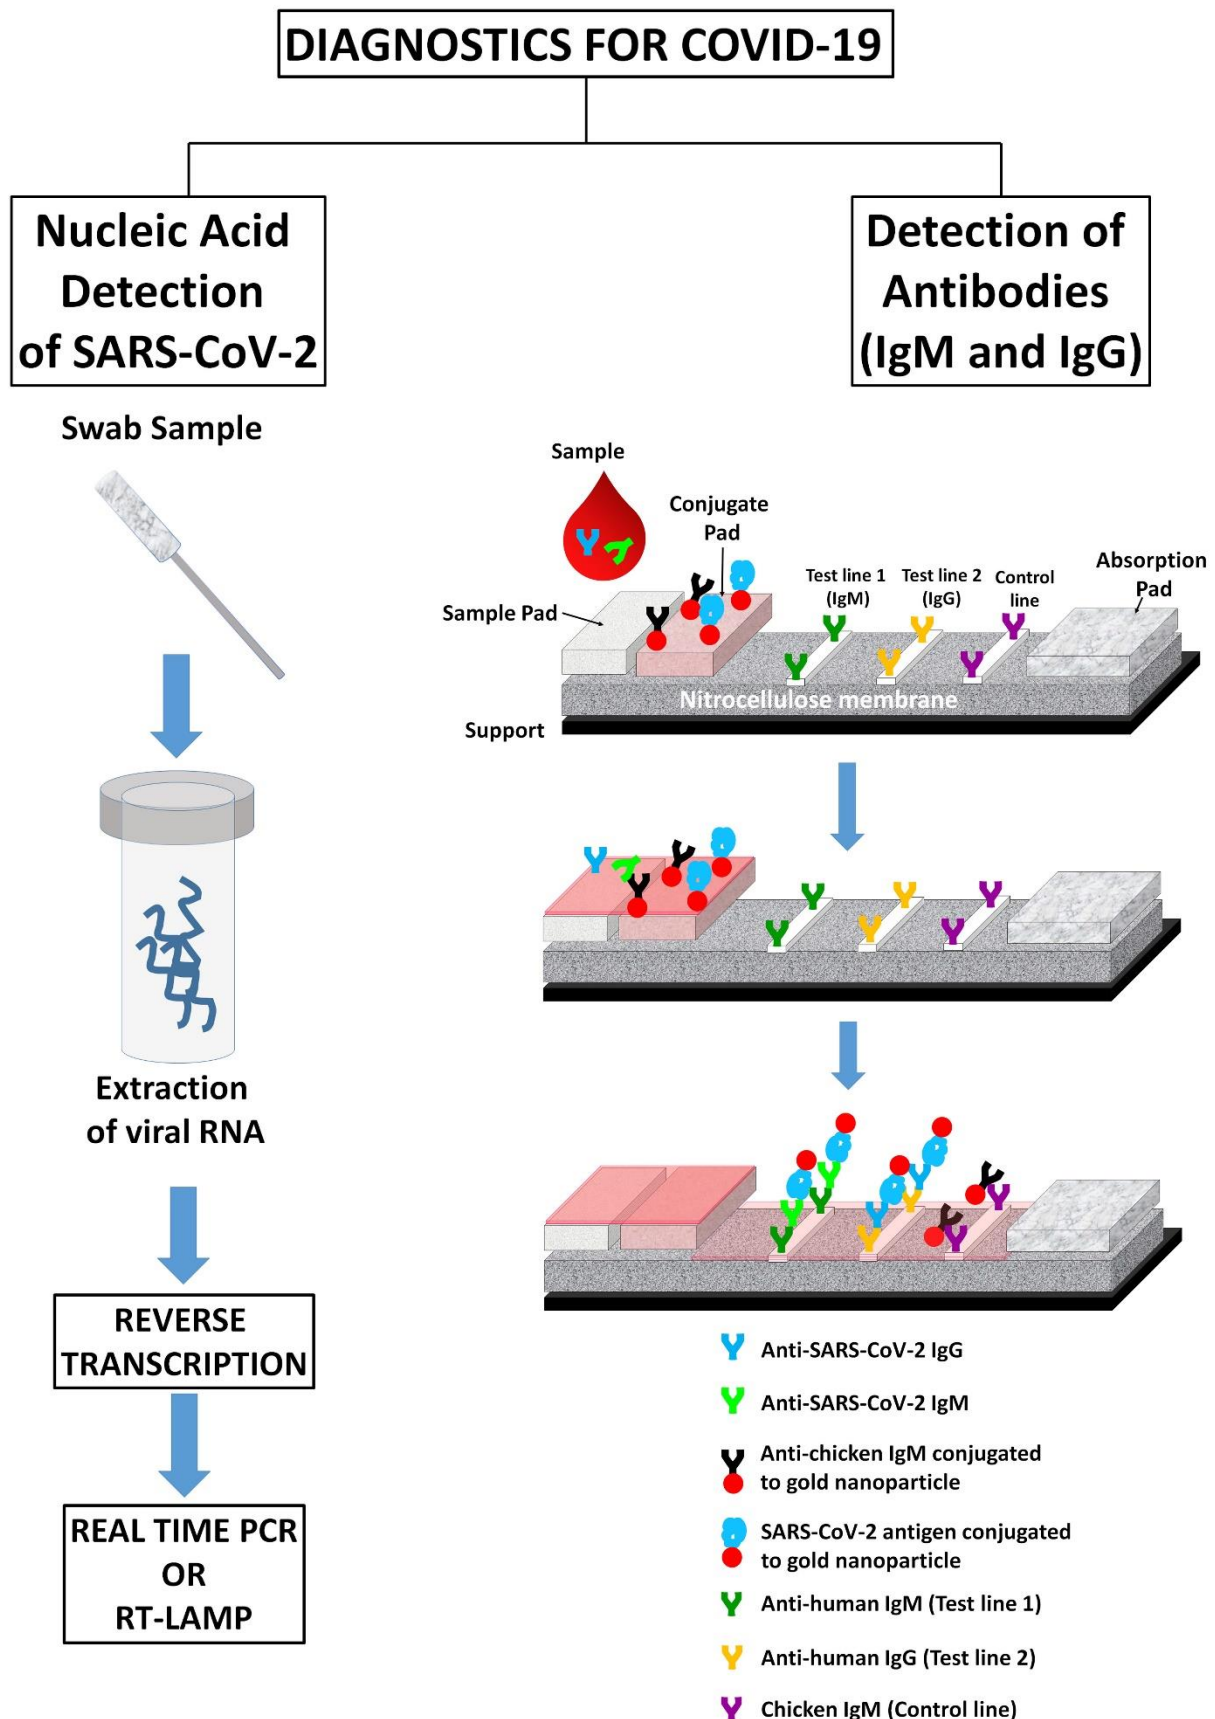 DIAGNOSTICS FOR COVID-19
Nucleic Acid
Detection
of SARS-CoV-2
Detection of
Antibodies
(IgM and IgG)
Swab Sample
Extraction
of viral RNA
REVERSE
TRANSCRIPTION
REAL TIME PCR
OR
RT-LAMP
Sample
Conjugate
Pad
Sample Pad
Test line 1
(IgM)
Test line 2
(IgG)
Control
line
Absorption
Pad
Nitrocellulose membrane
Support
Anti-SARS-CoV-2 IgG
Anti-SARS-CoV-2 IgM
Anti-chicken IgM conjugated
to gold nanoparticle
SARS-CoV-2 antigen conjugated
to gold nanoparticle
Anti-human IgM (Test line 1)
Anti-human IgG (Test line 2)
Chicken IgM (Control line)